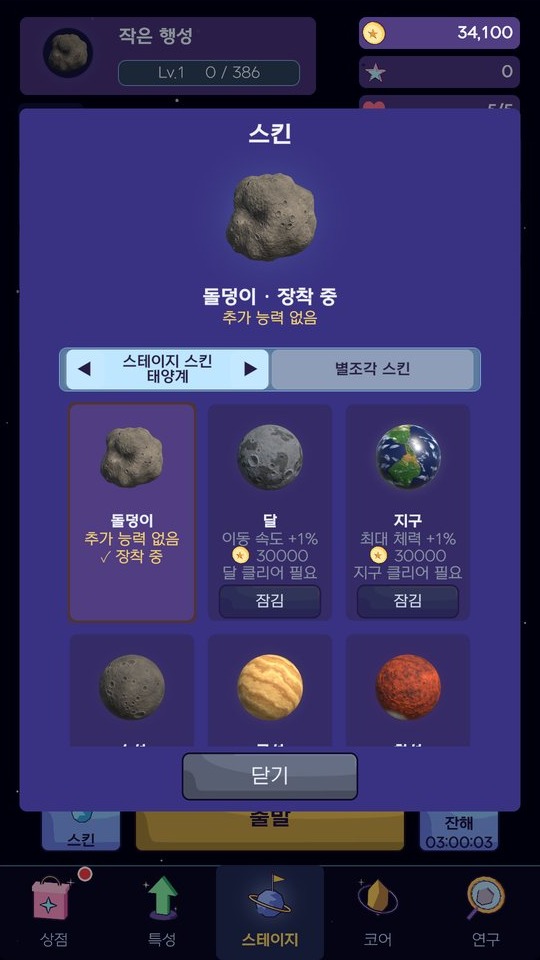 작은 행성
Lv.1 0 / 386
34,100
0
스킨
돌덩이 · 장착 중
추가 능력 없음
◀ 스테이지 스킨 ▶
태양계
별조각 스킨
돌덩이
추가 능력 없음
✓ 장착 중
달
이동 속도 +1%
30000
달 클리어 필요
잠김
지구
최대 체력 +1%
30000
지구 클리어 필요
잠김
닫기
스킨
출발
잔해
03:00:03
상점
특성
스테이지
코어
연구